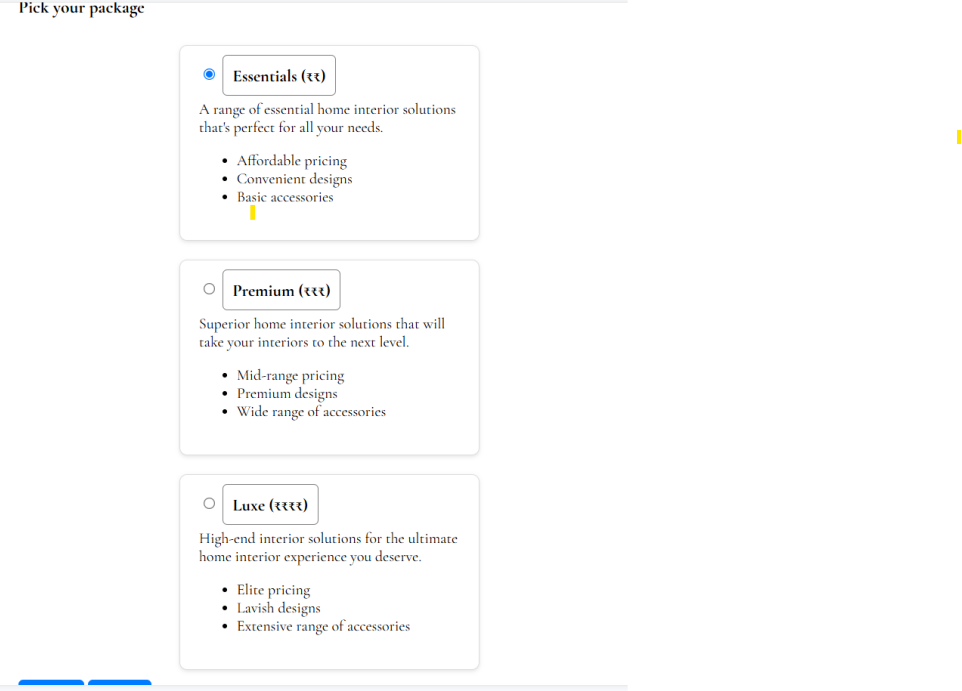 Pick your package
Essentials (₹₹)
A range of essential home interior solutions
that's perfect for all your needs.
• Affordable pricing
• Convenient designs
• Basic accessories
Premium (₹₹₹)
Superior home interior solutions that will
take your interiors to the next level.
• Mid-range pricing
• Premium designs
• Wide range of accessories
Luxe (₹₹₹₹)
High-end interior solutions for the ultimate
home interior experience you deserve.
• Elite pricing
• Lavish designs
• Extensive range of accessories